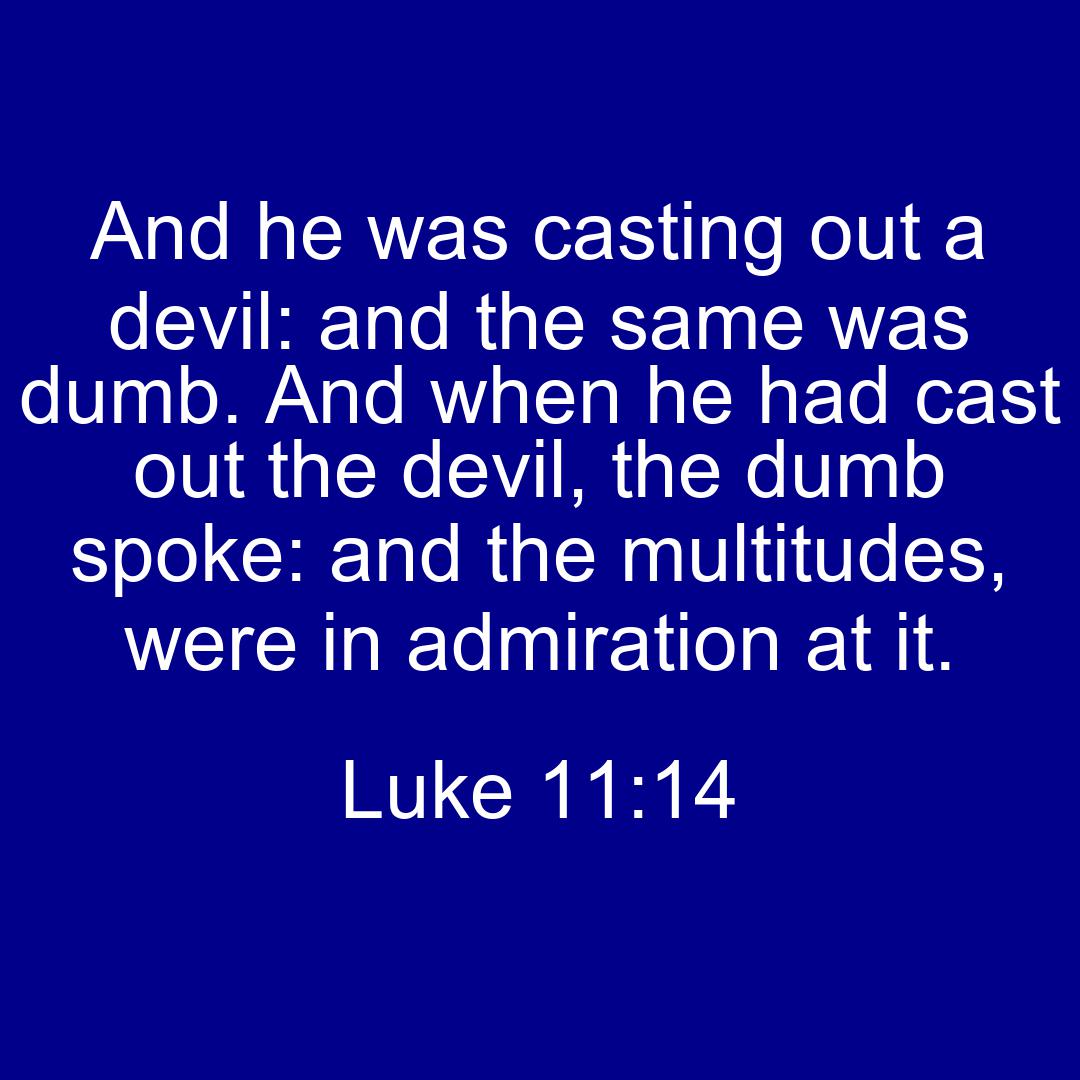 And he was casting out a
devil: and the same was
dumb. And when he had cast
out the devil, the dumb
spoke: and the multitudes,
were in admiration at it.
Luke 11:14